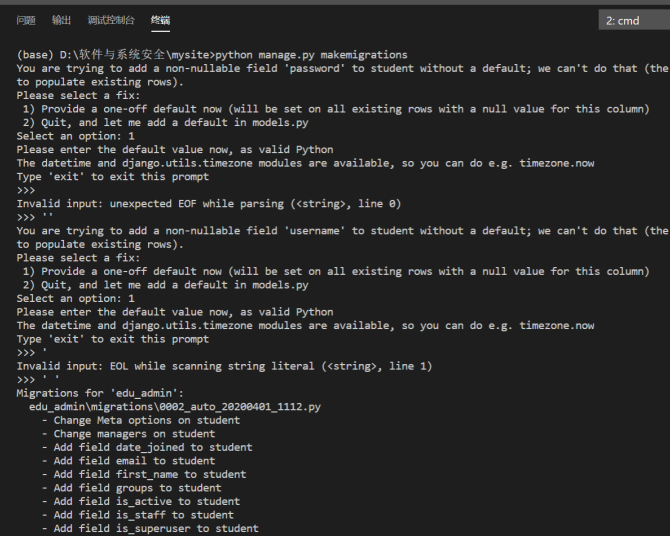 问题 输出 调试控制台 终端 2: cmd
(base) D:\软件与系统安全\mysite>python manage.py makemigrations
You are trying to add a non-nullable field 'password' to student without a default; we can't do that (the
to populate existing rows).
Please select a fix:
 1) Provide a one-off default now (will be set on all existing rows with a null value for this column)
 2) Quit, and let me add a default in models.py
Select an option: 1
Please enter the default value now, as valid Python
The datetime and django.utils.timezone modules are available, so you can do e.g. timezone.now
Type 'exit' to exit this prompt
>>>
Invalid input: unexpected EOF while parsing (<string>, line 0)
>>> ''
You are trying to add a non-nullable field 'username' to student without a default; we can't do that (the
to populate existing rows).
Please select a fix:
 1) Provide a one-off default now (will be set on all existing rows with a null value for this column)
 2) Quit, and let me add a default in models.py
Select an option: 1
Please enter the default value now, as valid Python
The datetime and django.utils.timezone modules are available, so you can do e.g. timezone.now
Type 'exit' to exit this prompt
>>> '
Invalid input: EOL while scanning string literal (<string>, line 1)
>>> ' '
Migrations for 'edu_admin':
  edu_admin\migrations\0002_auto_20200401_1112.py
    - Change Meta options on student
    - Change managers on student
    - Add field date_joined to student
    - Add field email to student
    - Add field first_name to student
    - Add field groups to student
    - Add field is_active to student
    - Add field is_staff to student
    - Add field is_superuser to student